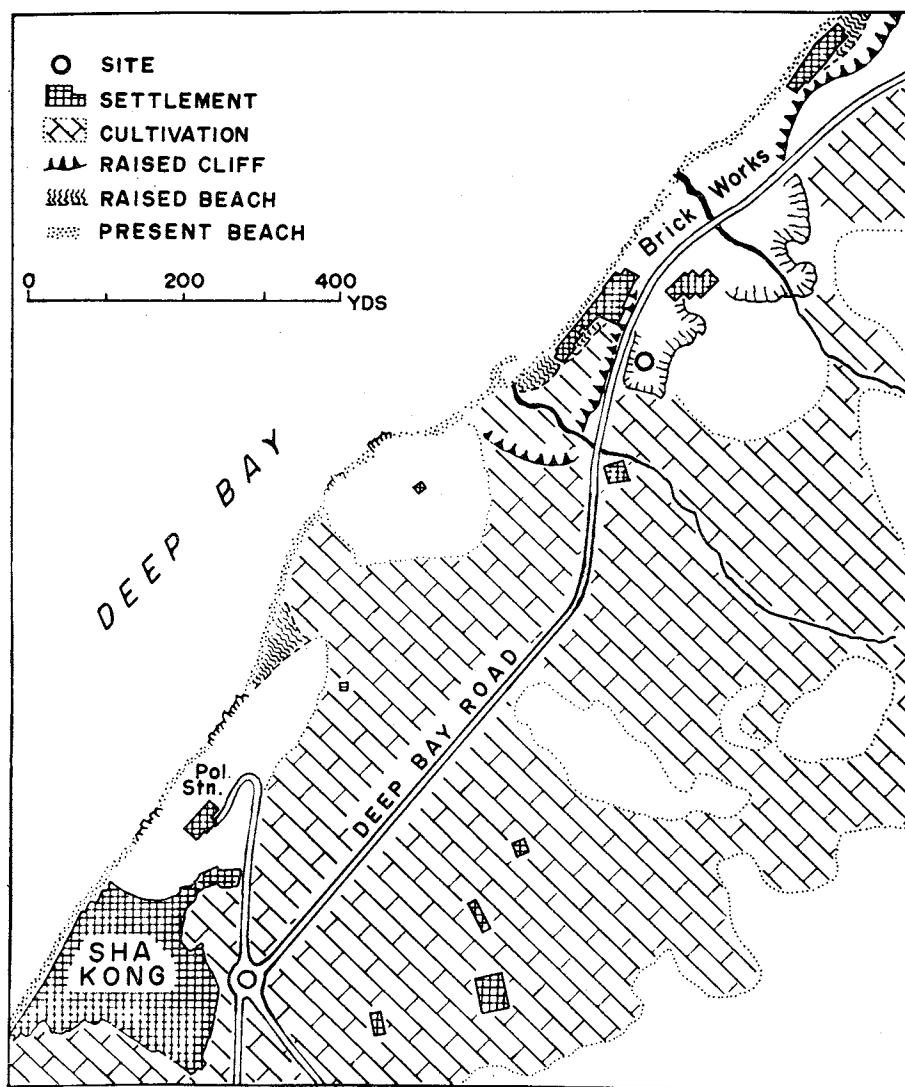 SITE
SETTLEMENT
CULTIVATION
RAISED CLIFF
RAISED BEACH
PRESENT BEACH
0 200 400
YDS
Brick Works
DEEP BAY
DEEP BAY ROAD
Pol.
Stn.
SHA
KONG